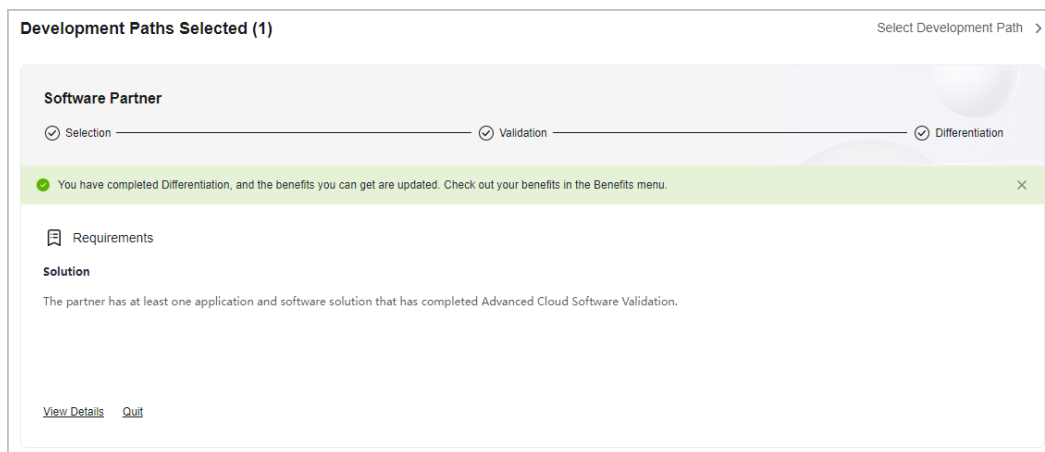 Development Paths Selected (1)
Select Development Path
Software Partner
Selection
Validation
Differentiation
You have completed Differentiation, and the benefits you can get are updated. Check out your benefits in the Benefits menu.
Requirements
Solution
The partner has at least one application and software solution that has completed Advanced Cloud Software Validation.
View Details
Quit